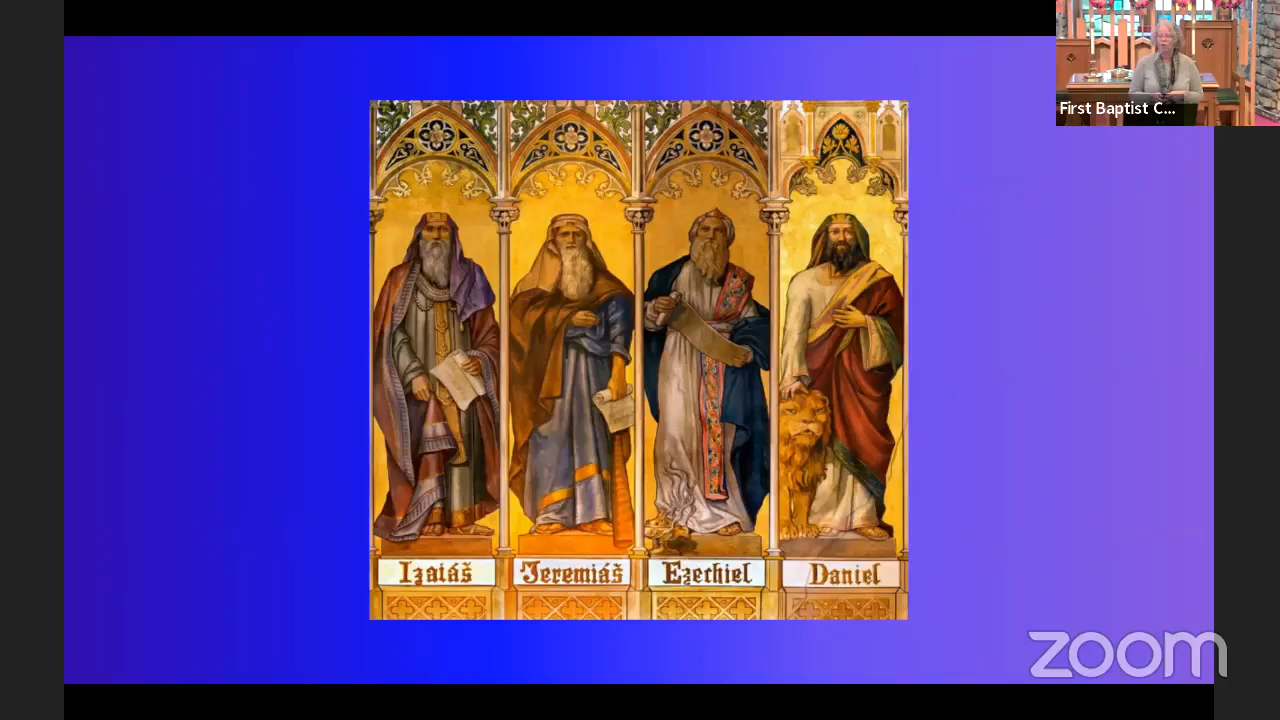 First Baptist C...
Izaiáš
Jeremiáš
Ezechiel
Daniel
zoom